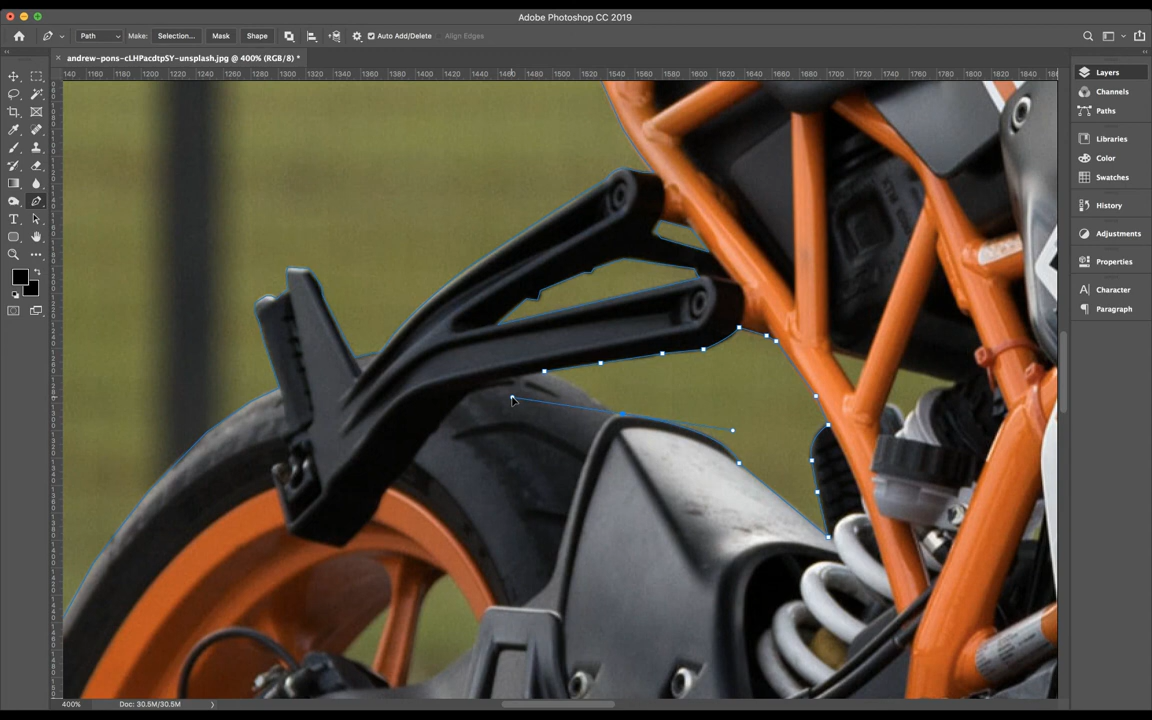 Adobe Photoshop CC 2019
Path Make: Selection... Mask Shape Auto Add/Delete Align Edges
andrew-pons-cLHPacdtpSY-unsplash.jpg @ 400% (RGB/8) *
1140 1160 1180 1200 1220 1240 1260 1280 1300 1320 1340 1360 1380 1400 1420 1440 1460 1480 1500 1520 1540 1560 1580 1600 1620 1640 1660 1680 1700 1720 1740 1760 1780 1800 1820 1840
Layers
Channels
Paths
Libraries
Color
Swatches
History
Adjustments
Properties
Character
Paragraph
KTM
400% Doc: 30.5M/30.5M